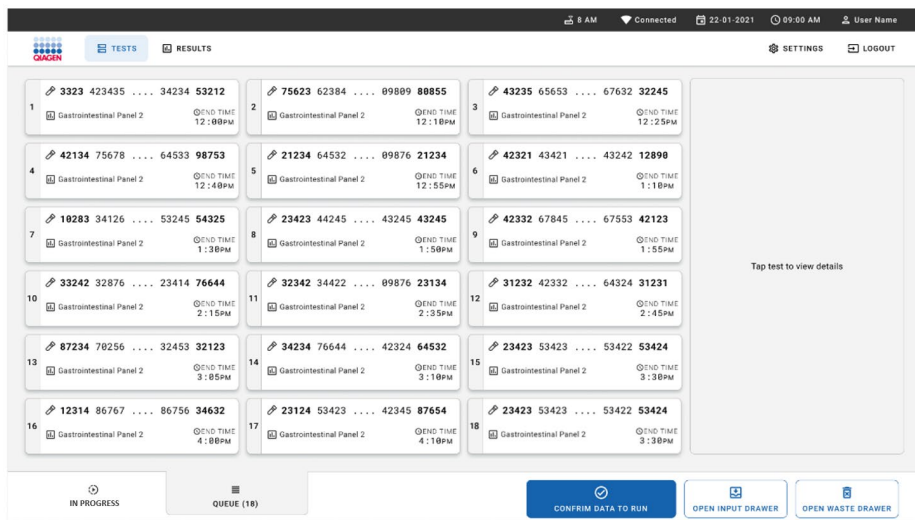 8 AM Connected 22-01-2021 09:00 AM User Name
QIAGEN TESTS RESULTS SETTINGS LOGOUT
1 3323 423435 .... 34234 53212
Gastrointestinal Panel 2 END TIME 12:00PM
2 75623 62384 .... 09809 80855
Gastrointestinal Panel 2 END TIME 12:10PM
3 43235 65653 .... 67632 32245
Gastrointestinal Panel 2 END TIME 12:25PM
4 42134 75678 .... 64533 98753
Gastrointestinal Panel 2 END TIME 12:40PM
5 21234 64532 .... 09876 21234
Gastrointestinal Panel 2 END TIME 12:55PM
6 42321 43421 .... 43242 12890
Gastrointestinal Panel 2 END TIME 1:10PM
7 10283 34126 .... 53245 54325
Gastrointestinal Panel 2 END TIME 1:30PM
8 23423 44245 .... 43245 43245
Gastrointestinal Panel 2 END TIME 1:50PM
9 42332 67845 .... 67553 42123
Gastrointestinal Panel 2 END TIME 1:55PM
Tap test to view details
10 33242 32876 .... 23414 76644
Gastrointestinal Panel 2 END TIME 2:15PM
11 32342 34422 .... 09876 23134
Gastrointestinal Panel 2 END TIME 2:35PM
12 31232 42332 .... 64324 31231
Gastrointestinal Panel 2 END TIME 2:45PM
13 87234 70256 .... 32453 32123
Gastrointestinal Panel 2 END TIME 3:05PM
14 34234 76644 .... 42324 64532
Gastrointestinal Panel 2 END TIME 3:10PM
15 23423 53423 .... 53422 53424
Gastrointestinal Panel 2 END TIME 3:30PM
16 12314 86767 .... 86756 34632
Gastrointestinal Panel 2 END TIME 4:00PM
17 23124 53423 .... 42345 87654
Gastrointestinal Panel 2 END TIME 4:10PM
18 23423 53423 .... 53422 53424
Gastrointestinal Panel 2 END TIME 3:30PM
IN PROGRESS QUEUE (18) CONFRIM DATA TO RUN OPEN INPUT DRAWER OPEN WASTE DRAWER